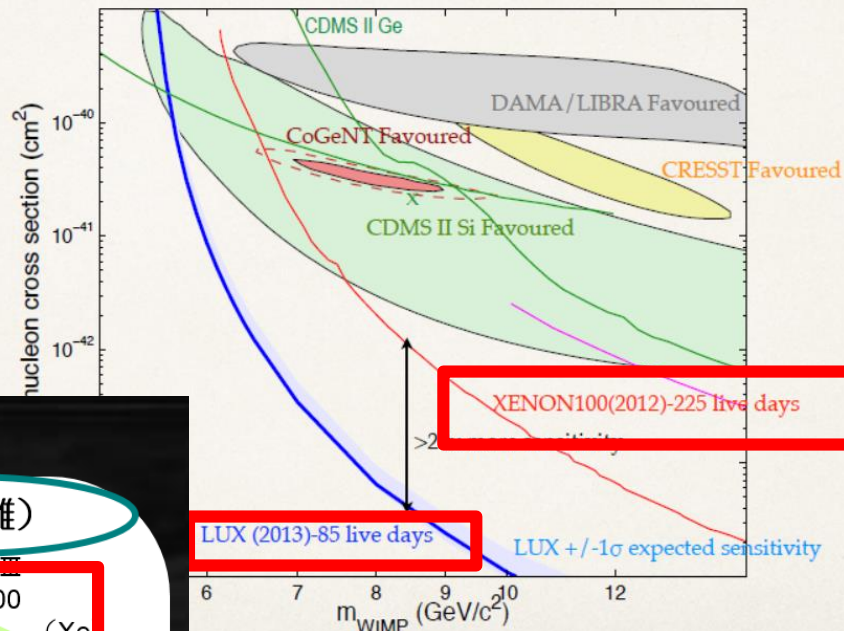 CDMS II Ge
DAMA/LIBRA Favoured
10-40
CoGeNT Favoured
CRESST Favoured
x
10-41
CDMS II Si Favoured
nucleon cross section (cm2)
10-42
XENON100(2012)-225 live days
LUX (2013)-85 live days
LUX +/-1σ expected sensitivity
6 7 8 9 10 12
mWIMP (GeV/c2)
00
(Xe